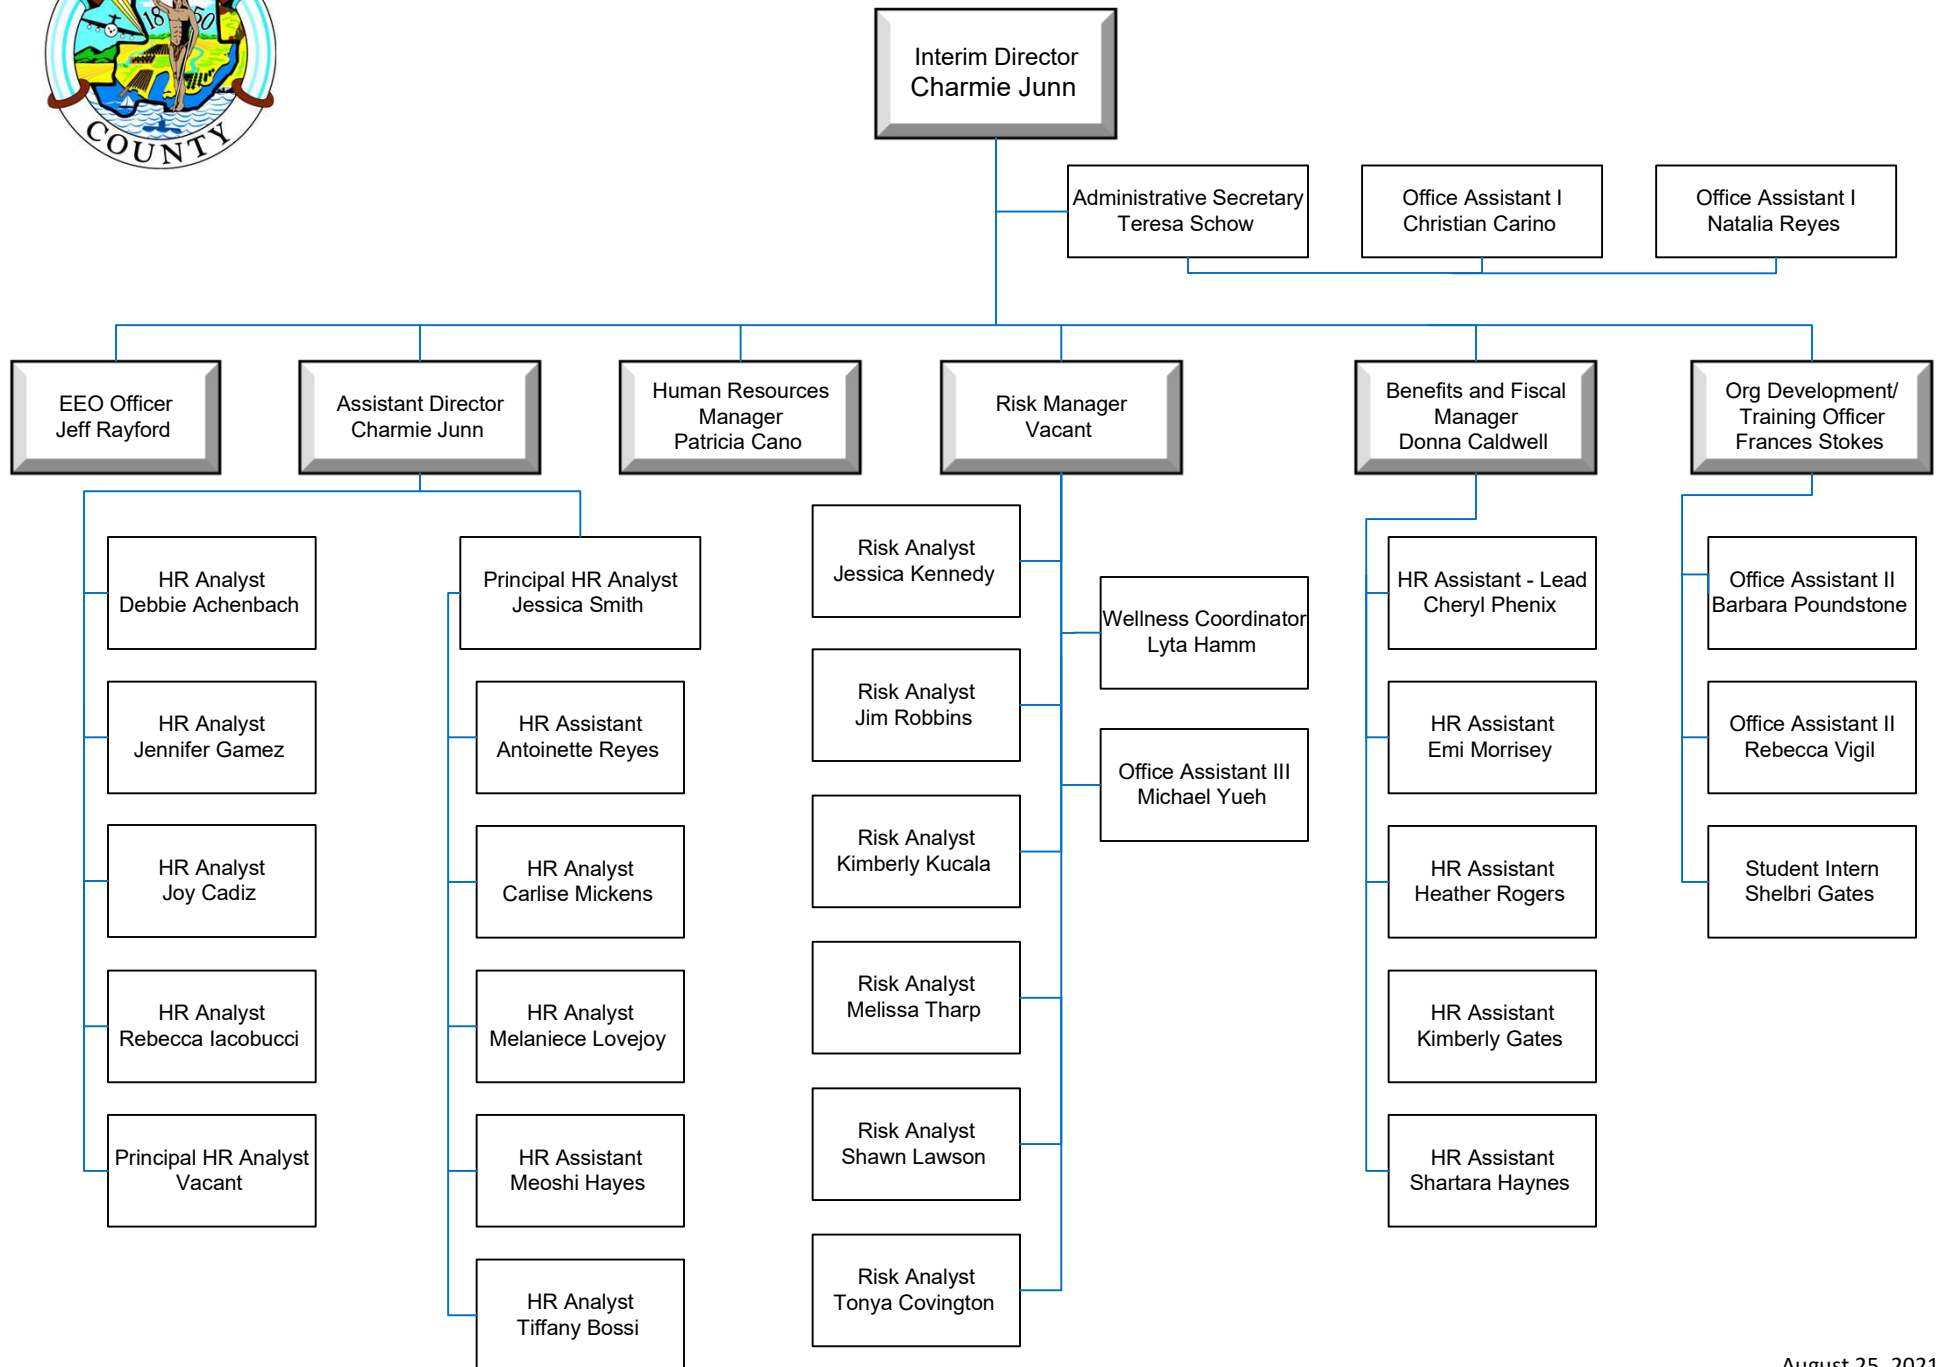 1850
COUNTY
Interim Director
Charmie Junn
Administrative Secretary
Teresa Schow
Office Assistant I
Christian Carino
Office Assistant I
Natalia Reyes
EEO Officer
Jeff Rayford
Assistant Director
Charmie Junn
Human Resources
Manager
Patricia Cano
Risk Manager
Vacant
Benefits and Fiscal
Manager
Donna Caldwell
Org Development/
Training Officer
Frances Stokes
HR Analyst
Debbie Achenbach
HR Analyst
Jennifer Gamez
HR Analyst
Joy Cadiz
HR Analyst
Rebecca Iacobucci
Principal HR Analyst
Vacant
Principal HR Analyst
Jessica Smith
HR Assistant
Antoinette Reyes
HR Analyst
Carlise Mickens
HR Analyst
Melaniece Lovejoy
HR Assistant
Meoshi Hayes
HR Analyst
Tiffany Bossi
Risk Analyst
Jessica Kennedy
Risk Analyst
Jim Robbins
Risk Analyst
Kimberly Kucala
Risk Analyst
Melissa Tharp
Risk Analyst
Shawn Lawson
Risk Analyst
Tonya Covington
Wellness Coordinator
Lyta Hamm
Office Assistant III
Michael Yueh
HR Assistant - Lead
Cheryl Phenix
HR Assistant
Emi Morrisey
HR Assistant
Heather Rogers
HR Assistant
Kimberly Gates
HR Assistant
Shartara Haynes
Office Assistant II
Barbara Poundstone
Office Assistant II
Rebecca Vigil
Student Intern
Shelbri Gates
August 25, 2021